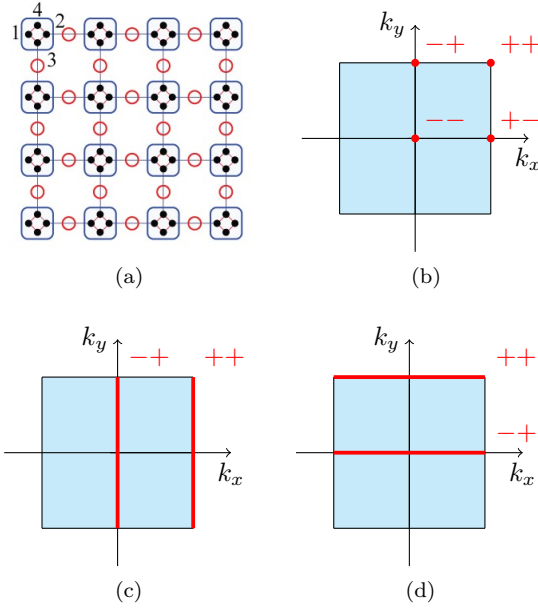 4
1 2
3
(a)
k_y
−+ ++
−− +−
k_x
(b)
k_y
−+ ++
k_x
(c)
k_y
++
−+
k_x
(d)